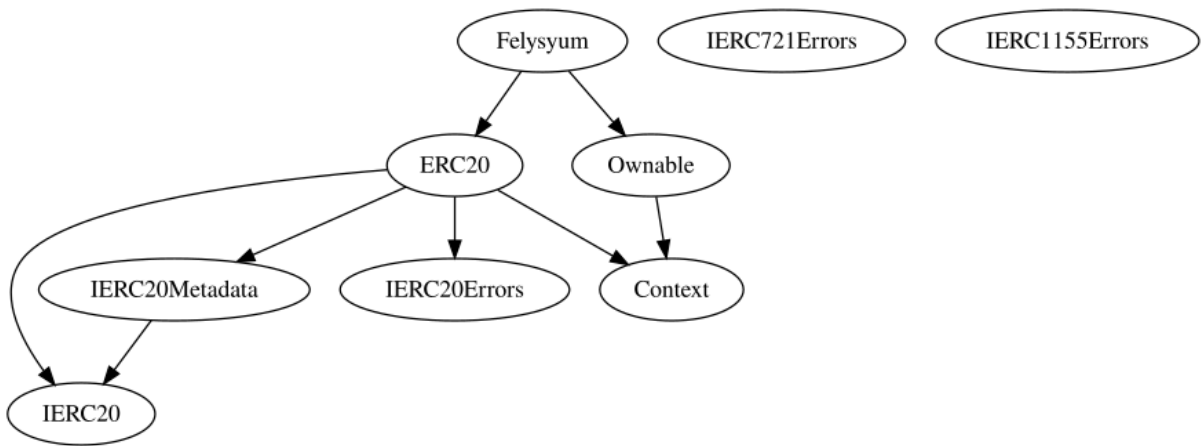 Felysyum
IERC721Errors
IERC1155Errors
ERC20
Ownable
IERC20Metadata
IERC20Errors
Context
IERC20